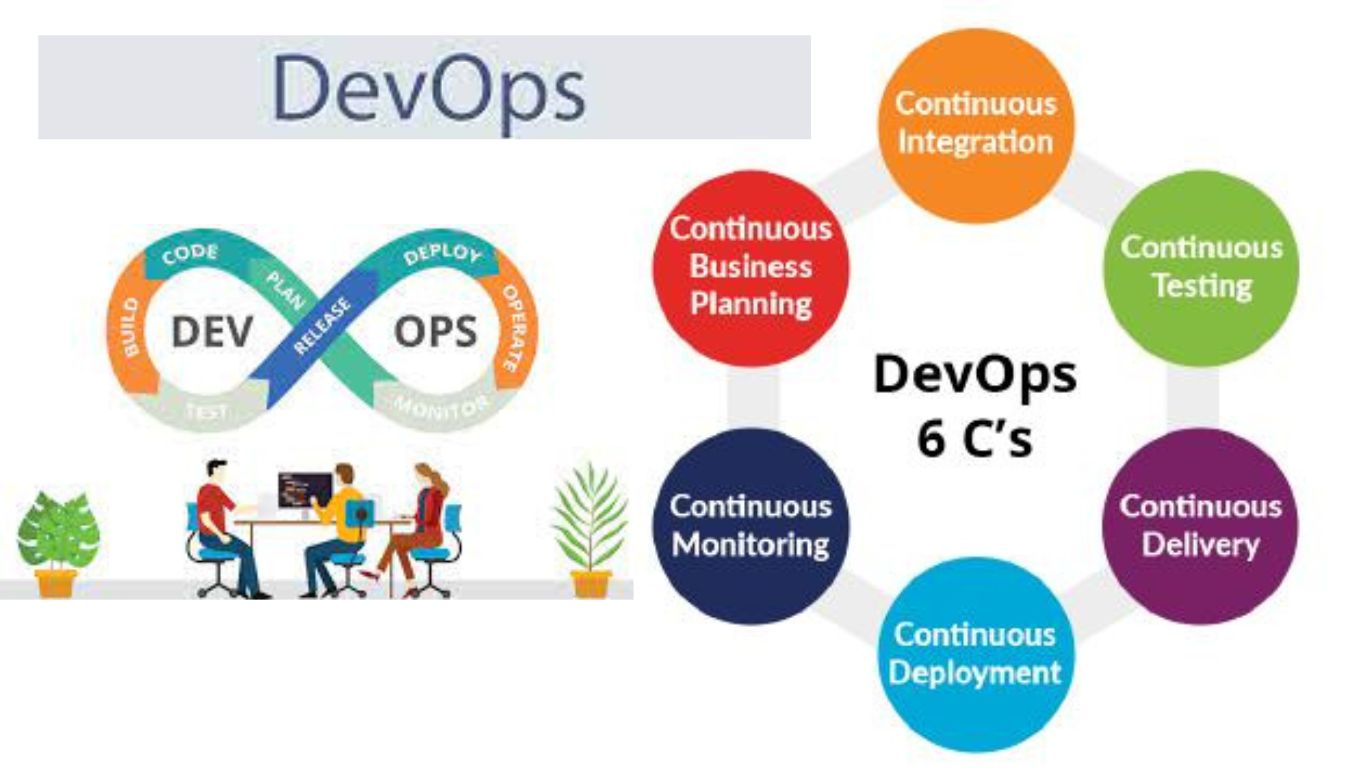 DevOps
CODE
PLAN
BUILD
DEV
TEST
RELEASE
DEPLOY
OPS
OPERATE
MONITOR
Continuous
Integration
Continuous
Testing
Continuous
Delivery
Continuous
Deployment
Continuous
Monitoring
Continuous
Business
Planning
DevOps
6 C’s